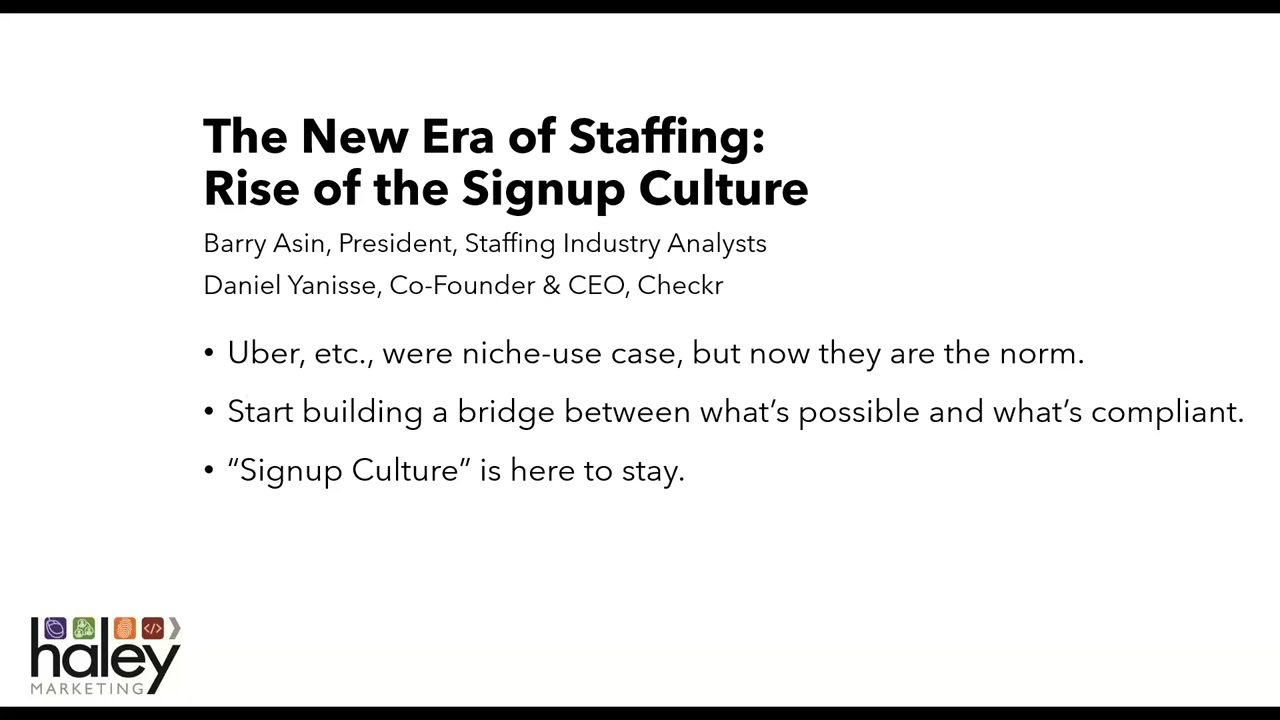 The New Era of Staffing:
Rise of the Signup Culture
Barry Asin, President, Staffing Industry Analysts
Daniel Yanisse, Co-Founder & CEO, Checkr
• Uber, etc., were niche-use case, but now they are the norm.
• Start building a bridge between what’s possible and what’s compliant.
• “Signup Culture” is here to stay.
</>
haley
MARKETING